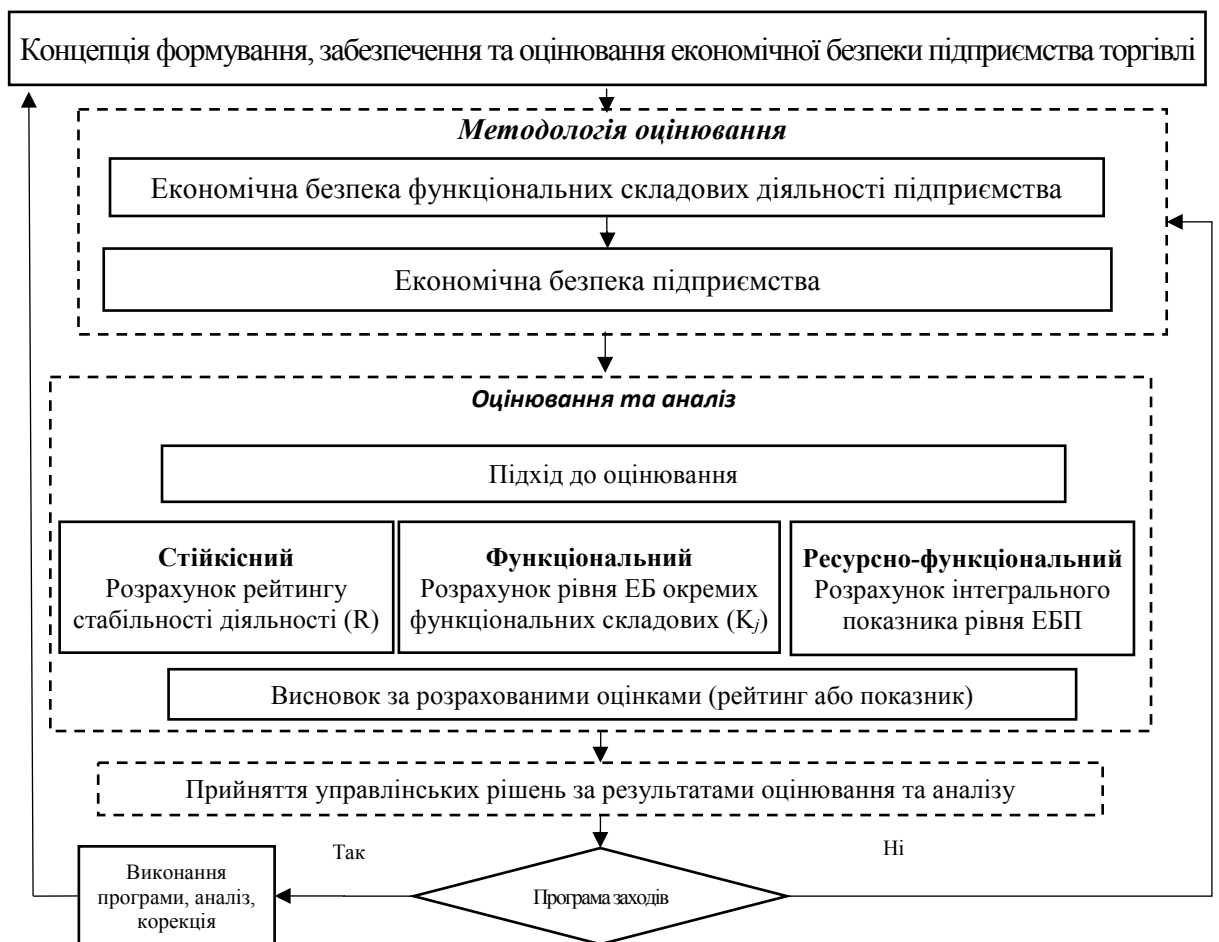 Концепція формування, забезпечення та оцінювання економічної безпеки підприємства торгівлі
Методологія оцінювання
Економічна безпека функціональних складових діяльності підприємства
Економічна безпека підприємства
Оцінювання та аналіз
Підхід до оцінювання
Стійкісний
Розрахунок рейтингу
стабільності діяльності (R)
Функціональний
Розрахунок рівня ЕБ окремих
функціональних складових (Kj)
Ресурсно-функціональний
Розрахунок інтегрального
показника рівня ЕБП
Висновок за розрахованими оцінками (рейтинг або показник)
Прийняття управлінських рішень за результатами оцінювання та аналізу
Так
Ні
Виконання
програми, аналіз,
корекція
Програма заходів